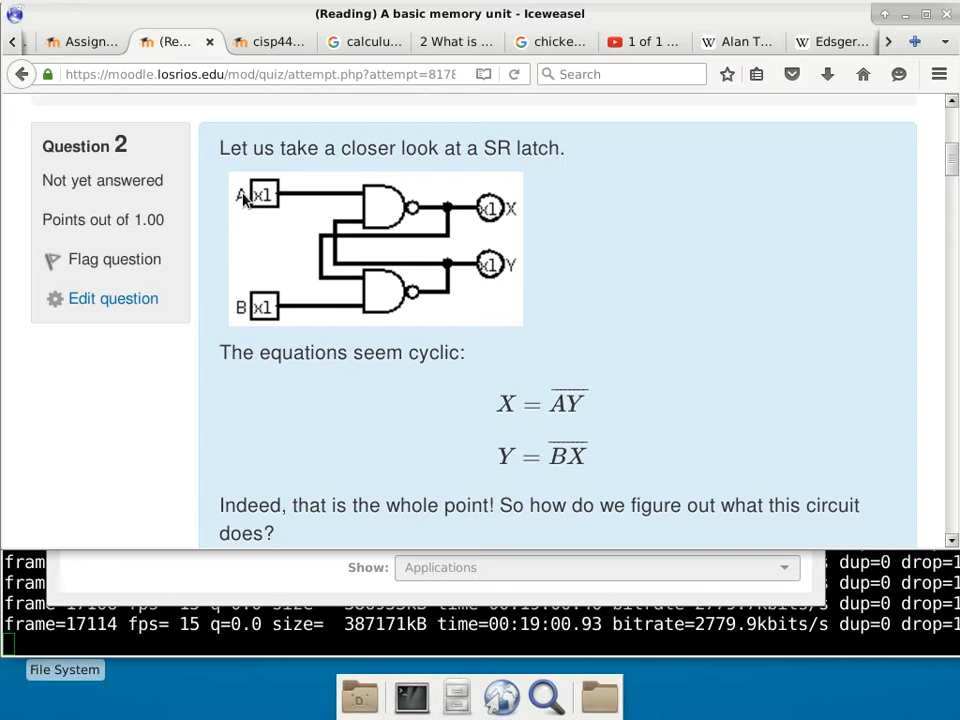 (Reading) A basic memory unit - Iceweasel
Assign... (Re... cisp44... calculu... 2 What is ... chicke... 1 of 1 ... Alan T... Edsger...
https://moodle.losrios.edu/mod/quiz/attempt.php?attempt=8178 Search
Question 2
Not yet answered
Points out of 1.00
Flag question
Edit question
Let us take a closer look at a SR latch.
A x1 x1 X
x1 Y
B x1
The equations seem cyclic:
X = \overline{AY}
Y = \overline{BX}
Indeed, that is the whole point! So how do we figure out what this circuit
does?
Show: Applications
fram dup=0 drop=1
fram dup=0 drop=1
dup=0 drop=1
frame=17114 fps= 15 q=0.0 size= 387171kB time=00:19:00.93 bitrate=2779.9kbits/s dup=0 drop=1
File System